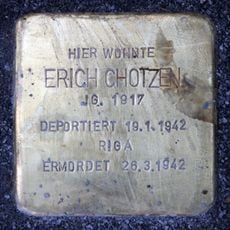 HIER WOHNTE
ERICH CHOTZEN
JG. 1917
DEPORTIERT 19.1.1942
RIGA
ERMORDET 26.3.1942